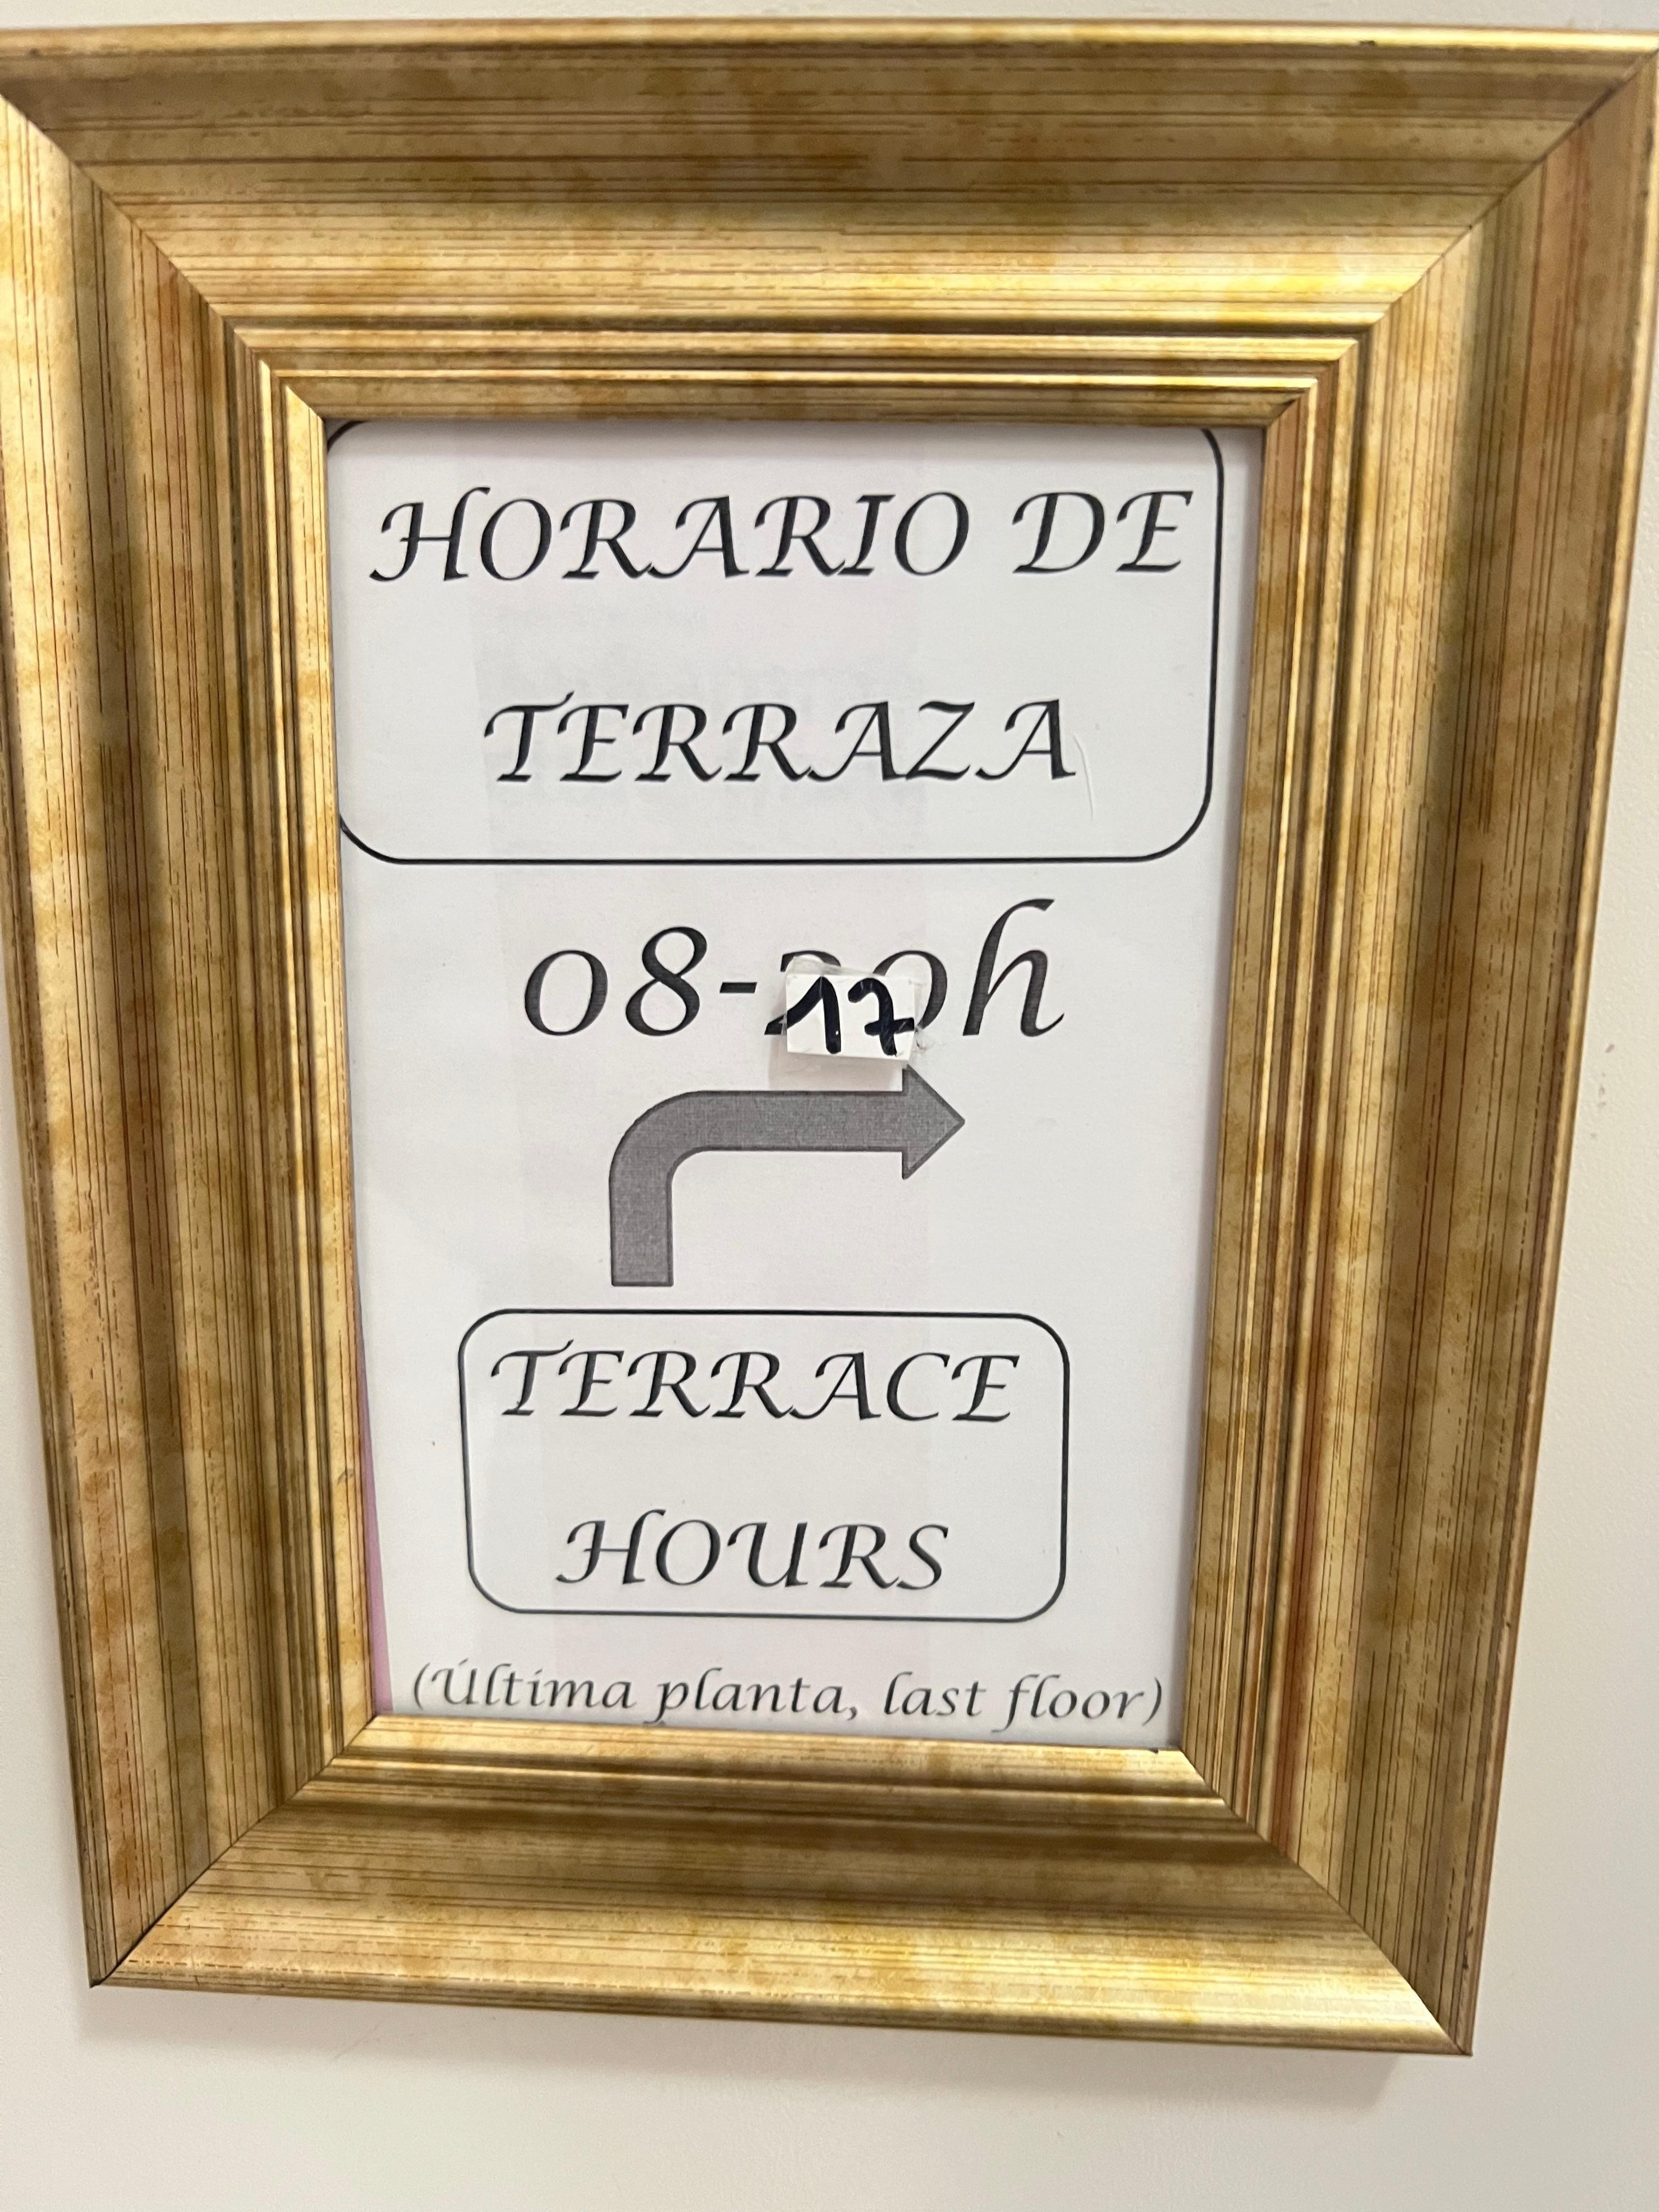 HORARIO DE
TERRAZA
08-17h
TERRACE
HOURS
(Última planta, last floor)